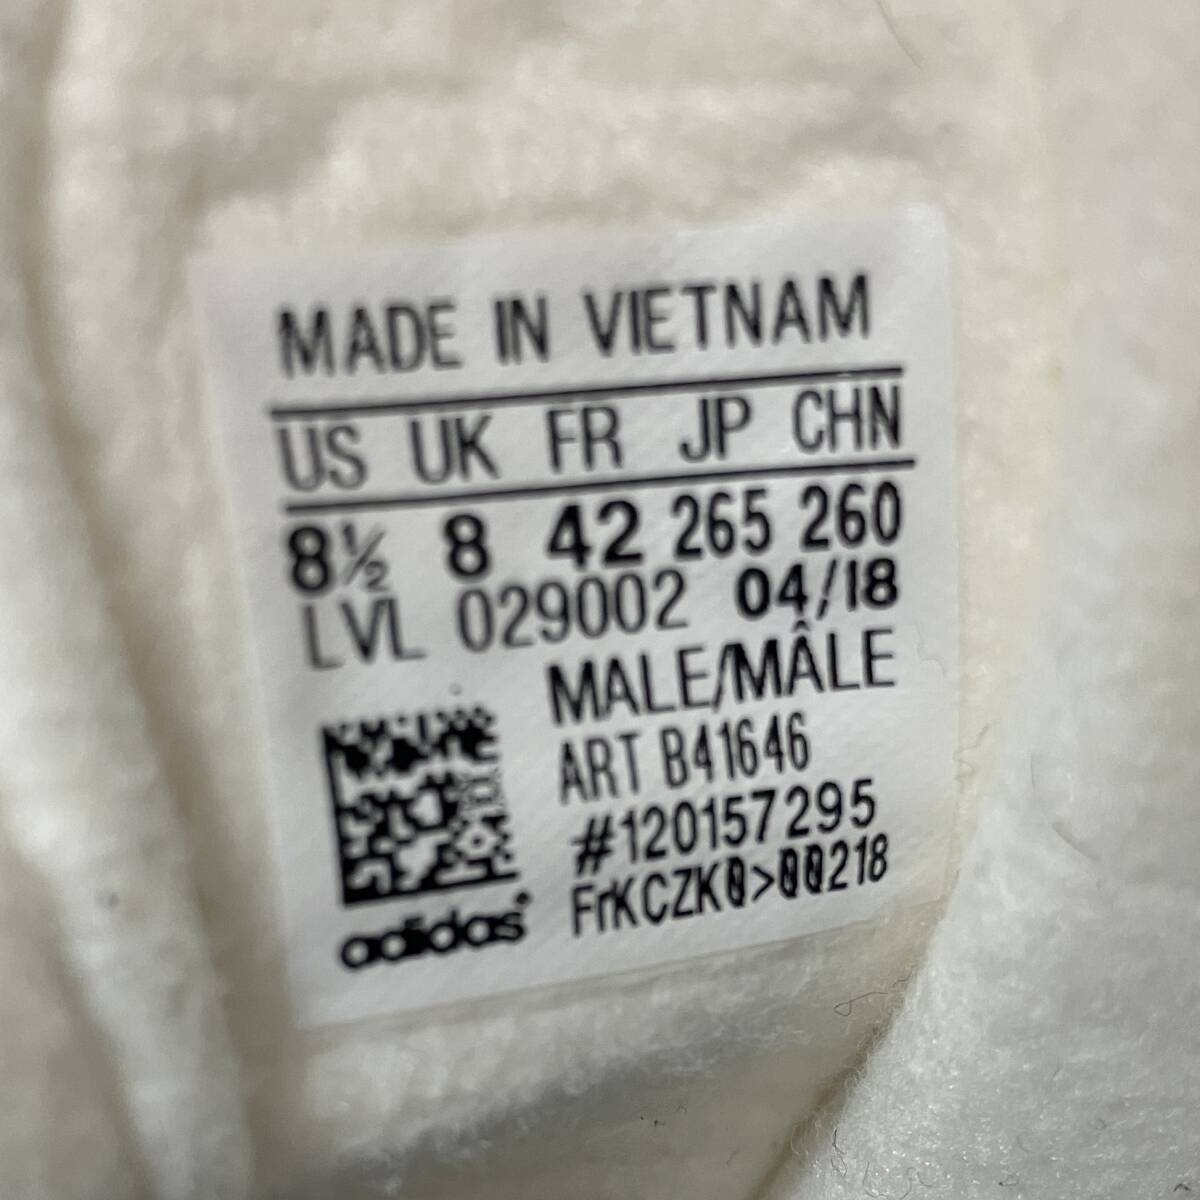 MADE IN VIETNAM
US UK FR JP CHN
8½ 8 42 265 260
LVL 029002 04/18
MALE/MÂLE
ART B41646
#120157295
FrKCZK0>00218
adidas